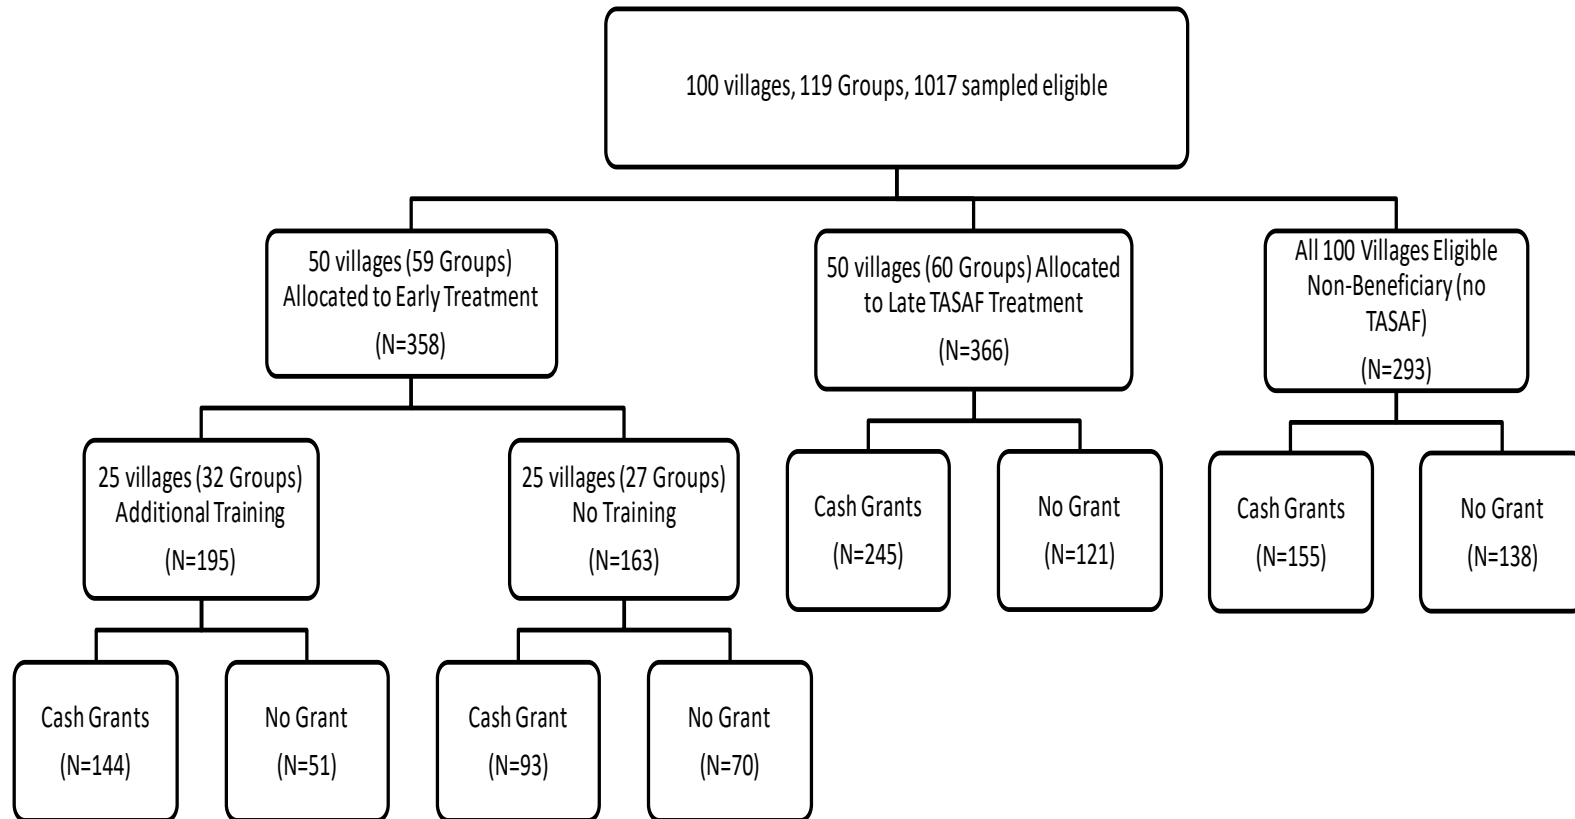 100 villages, 119 Groups, 1017 sampled eligible
50 villages (59 Groups)
Allocated to Early Treatment
(N=358)
50 villages (60 Groups) Allocated
to Late TASAF Treatment
(N=366)
All 100 Villages Eligible
Non-Beneficiary (no
TASAF)
(N=293)
25 villages (32 Groups)
Additional Training
(N=195)
25 villages (27 Groups)
No Training
(N=163)
Cash Grants
(N=245)
No Grant
(N=121)
Cash Grants
(N=155)
No Grant
(N=138)
Cash Grants
(N=144)
No Grant
(N=51)
Cash Grant
(N=93)
No Grant
(N=70)